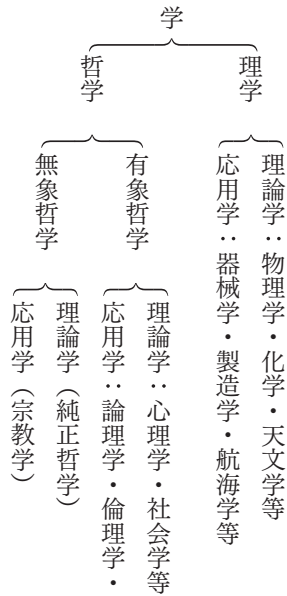 学
理学
理論学:物理学・化学・天文学等
応用学:器械学・製造学・航海学等
哲学
有象哲学
理論学:心理学・社会学等
応用学:論理学・倫理学・
無象哲学
理論学(純正哲学)
応用学(宗教学)